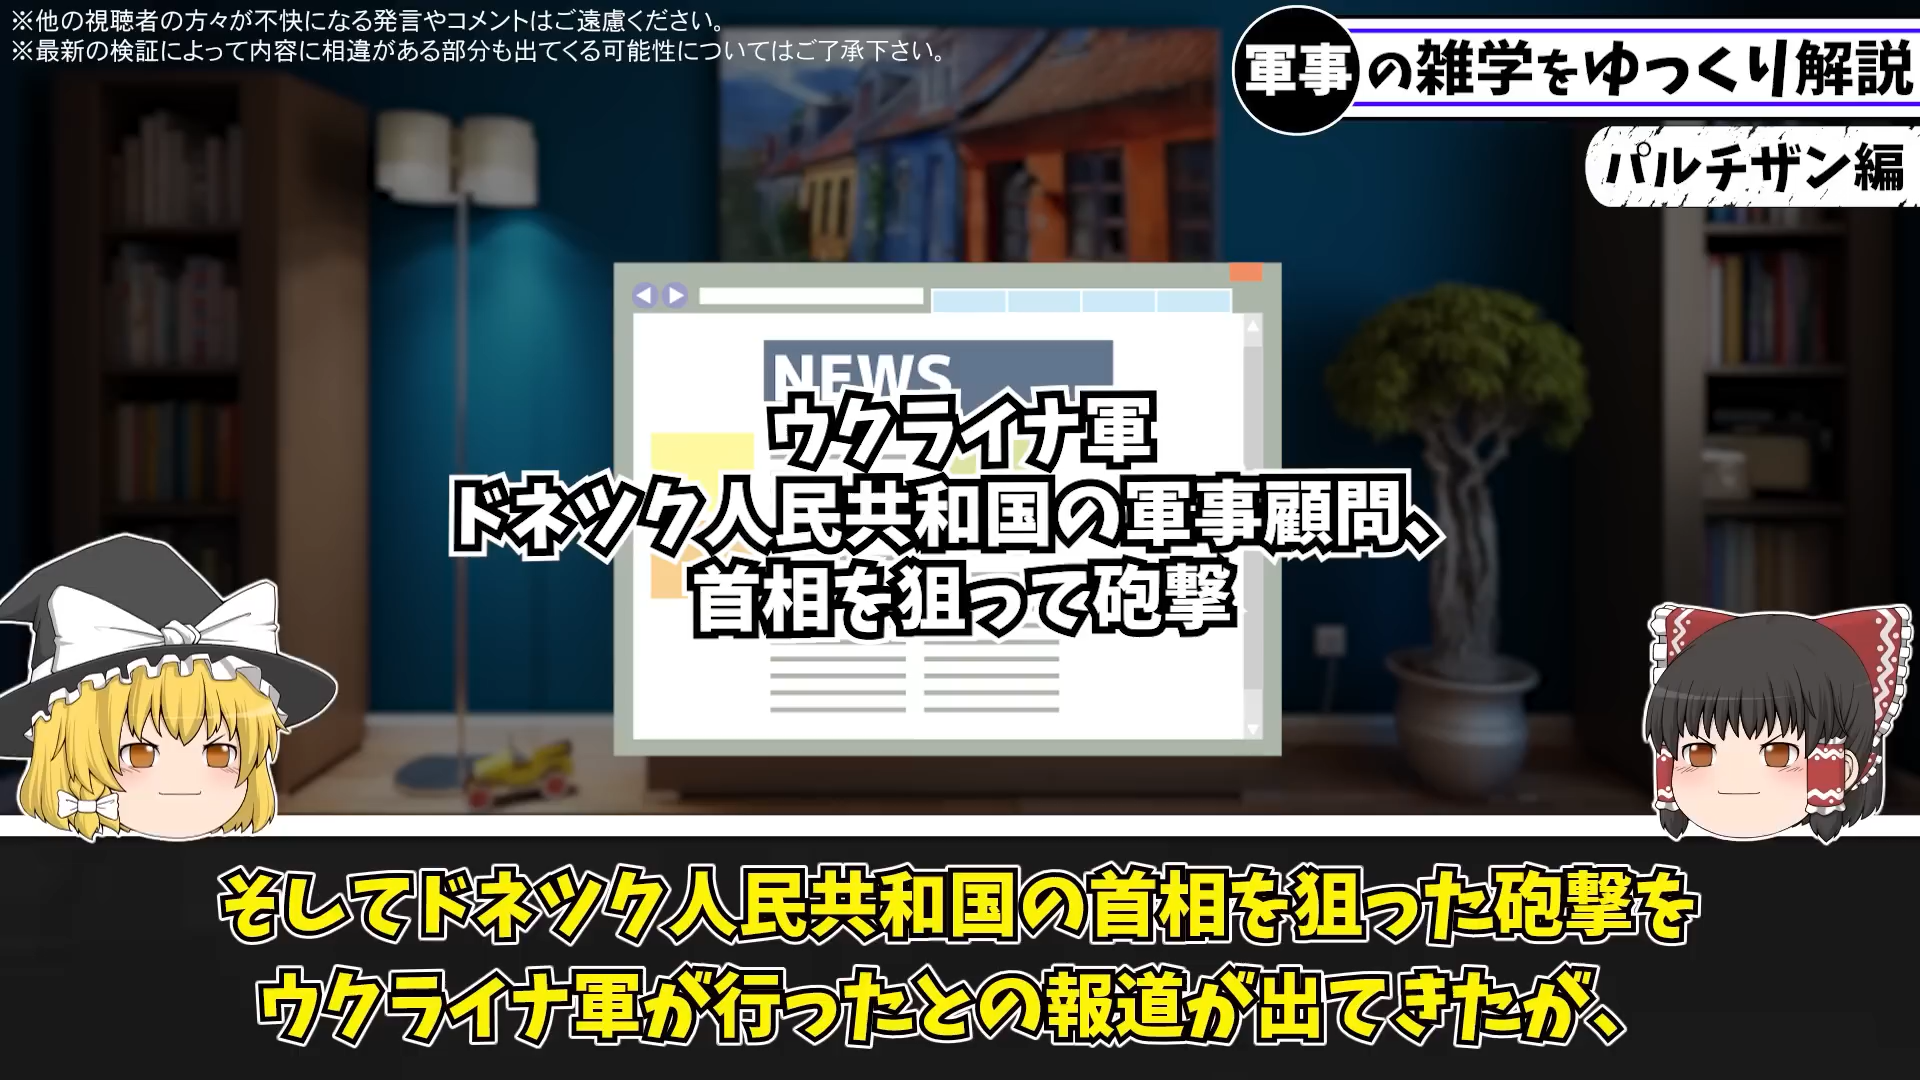 ※他の視聴者の方々が不快になる発言やコメントはご遠慮ください。
※最新の検証によって内容に相違がある部分も出てくる可能性についてはご了承下さい。
軍事の雑学をゆっくり解説
パルチザン編
NEWS
ウクライナ軍
ドネツク人民共和国の軍事顧問、
首相を狙って砲撃
そしてドネツク人民共和国の首相を狙った砲撃を
ウクライナ軍が行ったとの報道が出てきたが、